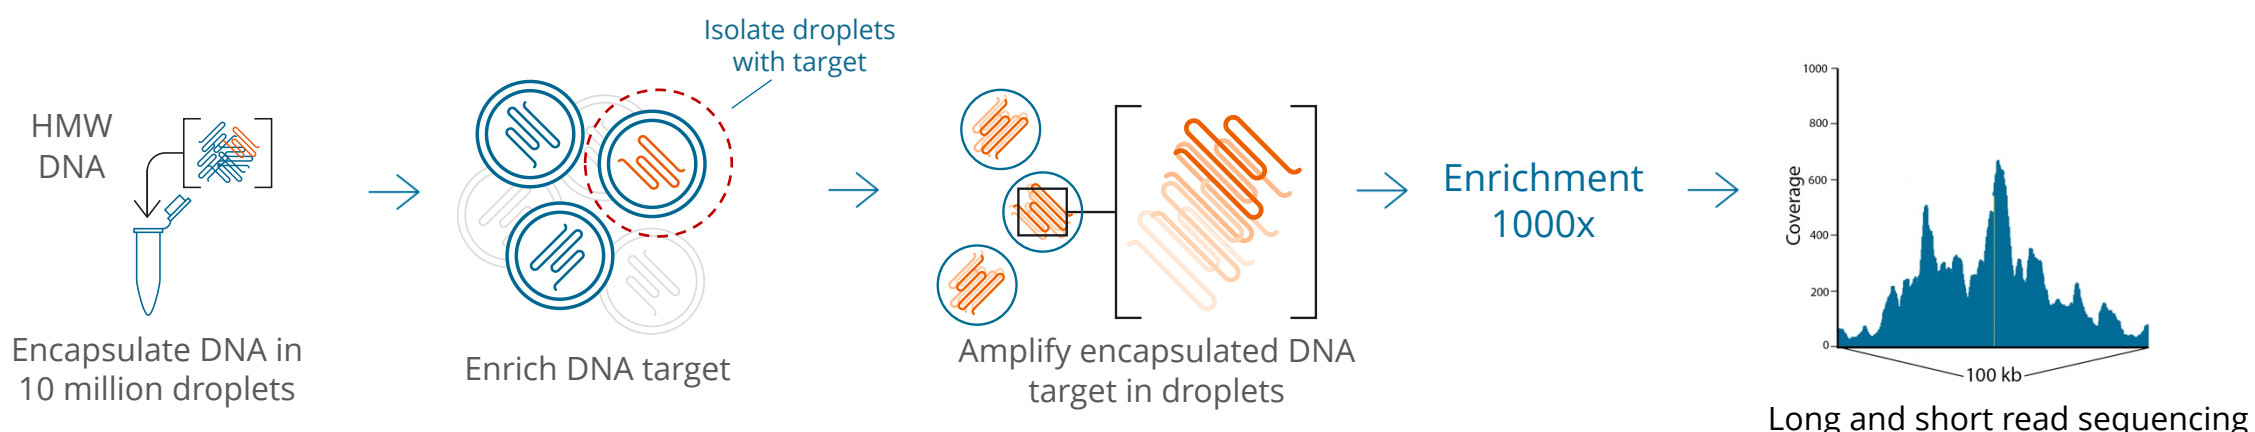 HMW
DNA
Encapsulate DNA in
10 million droplets
Isolate droplets
with target
Enrich DNA target
Amplify encapsulated DNA
target in droplets
Enrichment
1000x
1000
800
600
400
200
0
Coverage
100 kb
Long and short read sequencing